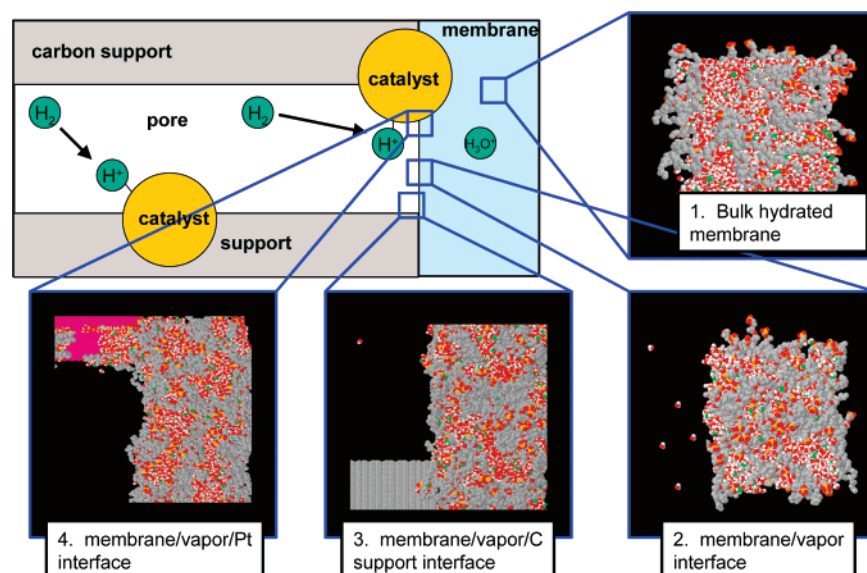 carbon support
membrane
catalyst
H2
pore
H2
H+
H3O+
H+
catalyst
support
1. Bulk hydrated
membrane
4. membrane/vapor/Pt
interface
3. membrane/vapor/C
support interface
2. membrane/vapor
interface